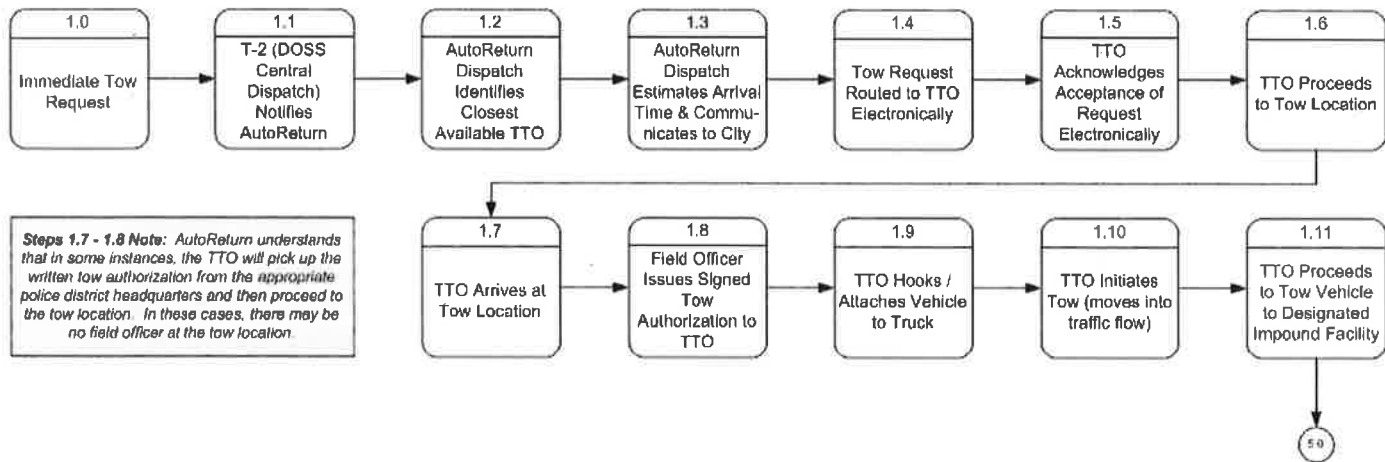 1.0
Immediate Tow
Request
1.1
T-2 (DOSS
Central
Dispatch)
Notifies
AutoReturn
1.2
AutoReturn
Dispatch
Identifies
Closest
Available TTO
1.3
AutoReturn
Dispatch
Estimates Arrival
Time & Commu-
nicates to City
1.4
Tow Request
Routed to TTO
Electronically
1.5
TTO
Acknowledges
Acceptance of
Request
Electronically
1.6
TTO Proceeds
to Tow Location
Steps 1.7 - 1.8 Note: AutoReturn understands
that in some instances, the TTO will pick up the
written tow authorization from the appropriate
police district headquarters and then proceed to
the tow location. In these cases, there may be
no field officer at the tow location.
1.7
TTO Arrives at
Tow Location
1.8
Field Officer
Issues Signed
Tow
Authorization to
TTO
1.9
TTO Hooks /
Attaches Vehicle
to Truck
1.10
TTO Initiates
Tow (moves into
traffic flow)
1.11
TTO Proceeds
to Tow Vehicle
to Designated
Impound Facility
5.0